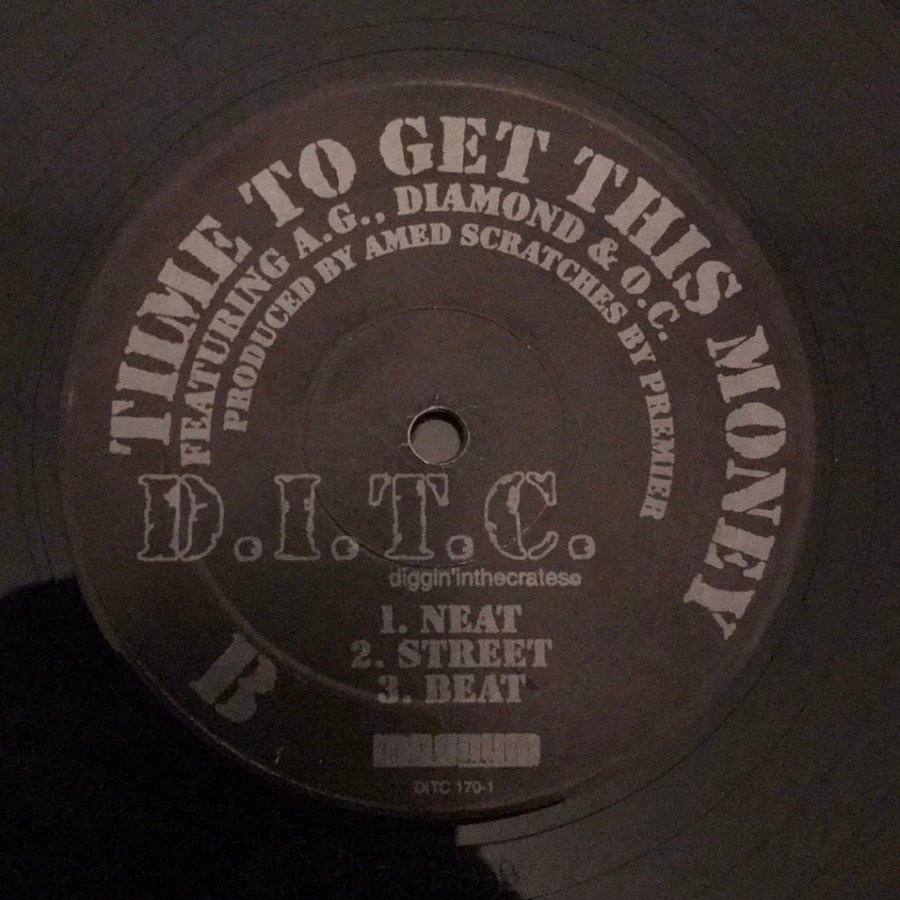 TIME TO GET THIS MONEY
FEATURING A.G., DIAMOND & O.C.
PRODUCED BY AMED SCRATCHES BY PREMIER
D.I.T.C.
diggin'inthecrates
1. NEAT
2. STREET
3. BEAT
B
DITC 170-1